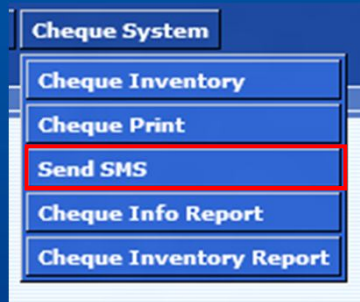 Cheque System
Cheque Inventory
Cheque Print
Send SMS
Cheque Info Report
Cheque Inventory Report